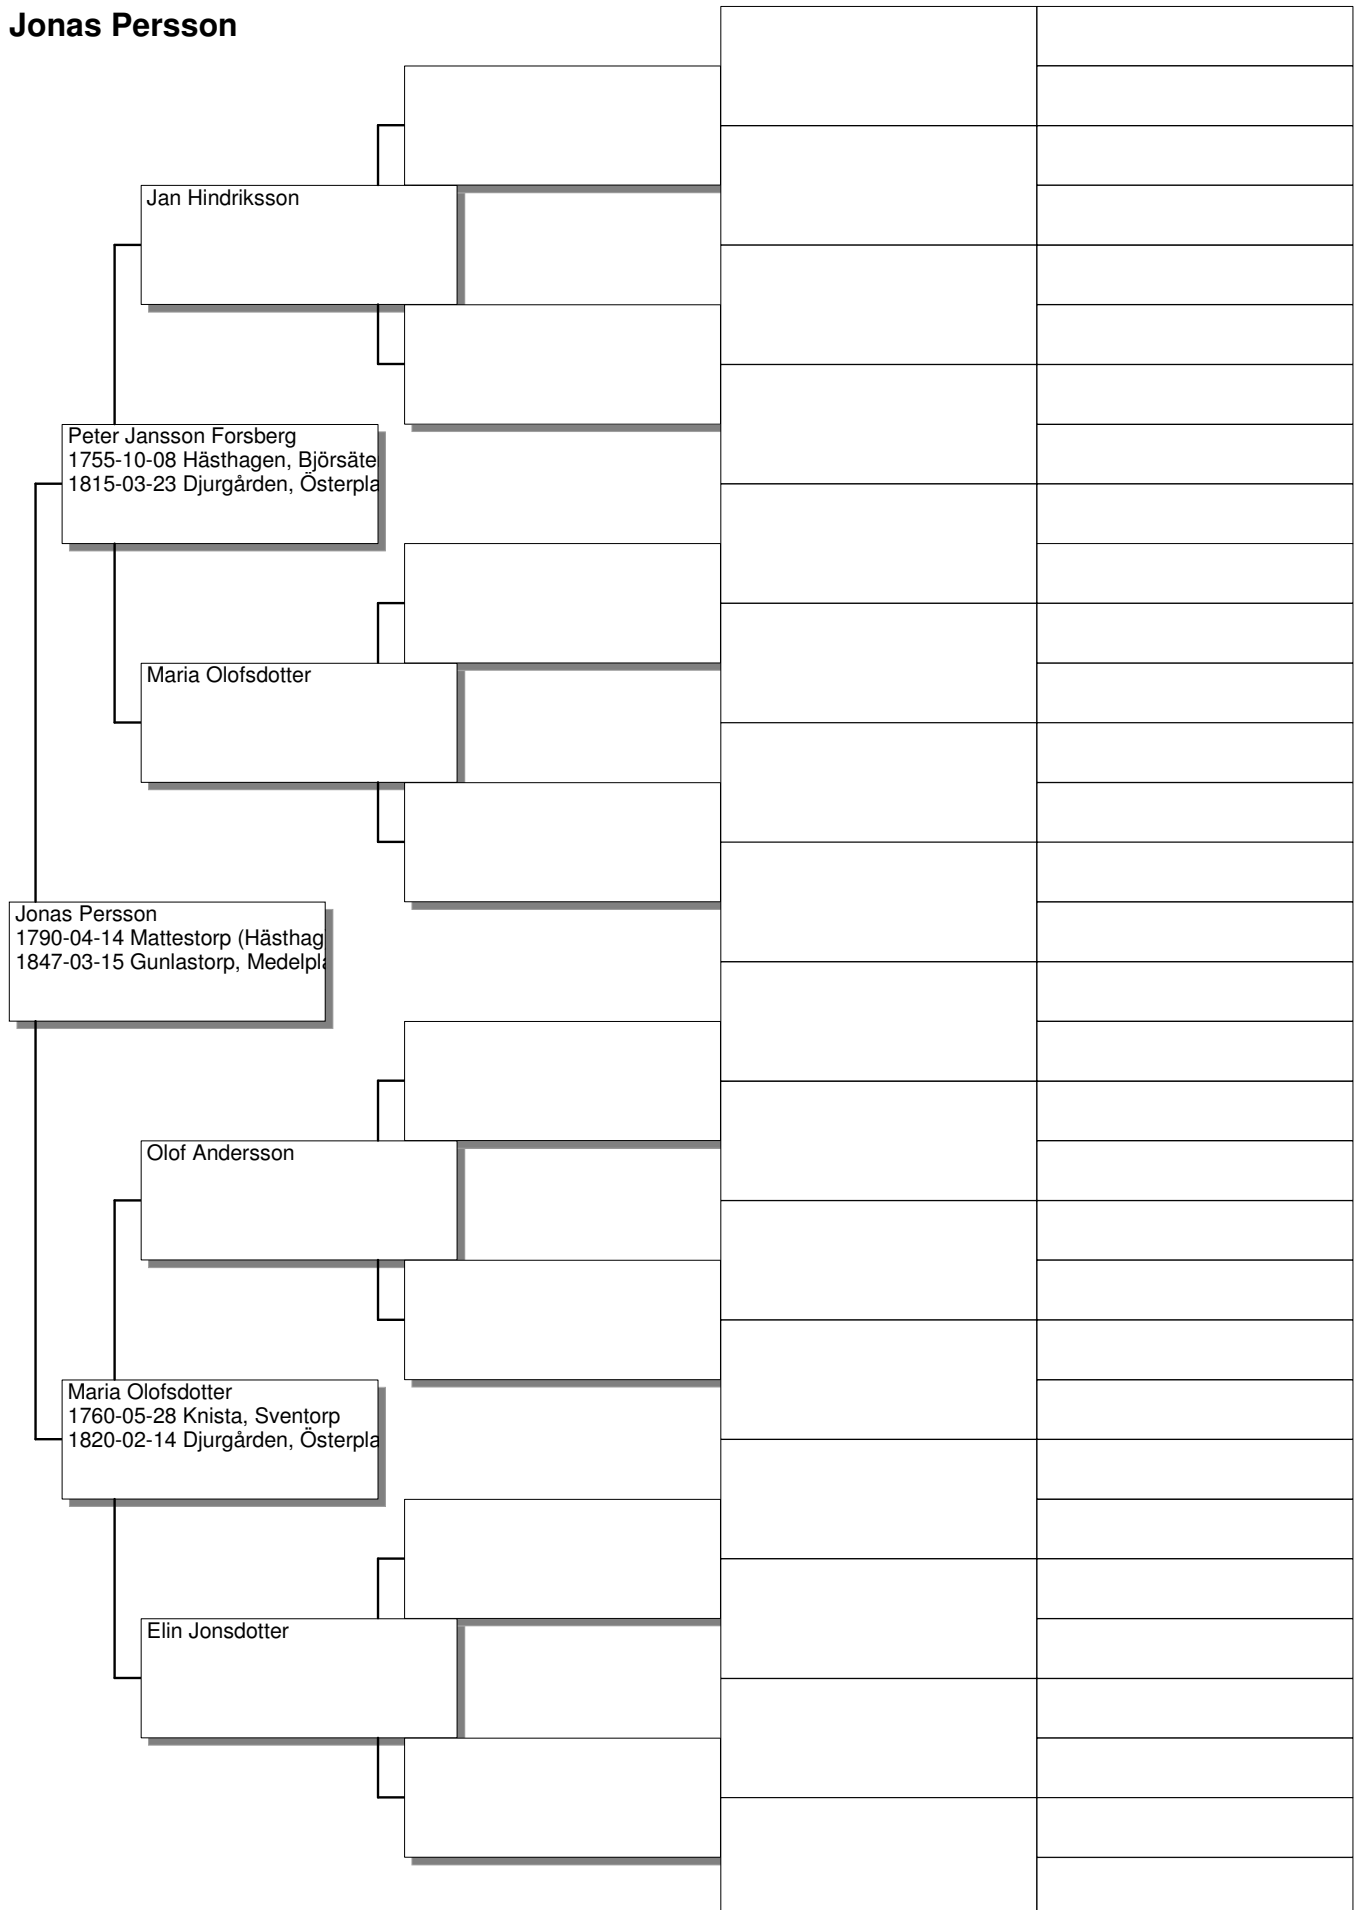 Jonas Persson
Jan Hindriksson
Peter Jansson Forsberg
1755-10-08 Hästhagen, Björsäte
1815-03-23 Djurgården, Österpla
Maria Olofsdotter
Jonas Persson
1790-04-14 Mattestorp (Hästhag
1847-03-15 Gunlastorp, Medelpla
Olof Andersson
Maria Olofsdotter
1760-05-28 Knista, Sventorp
1820-02-14 Djurgården, Österpla
Elin Jonsdotter